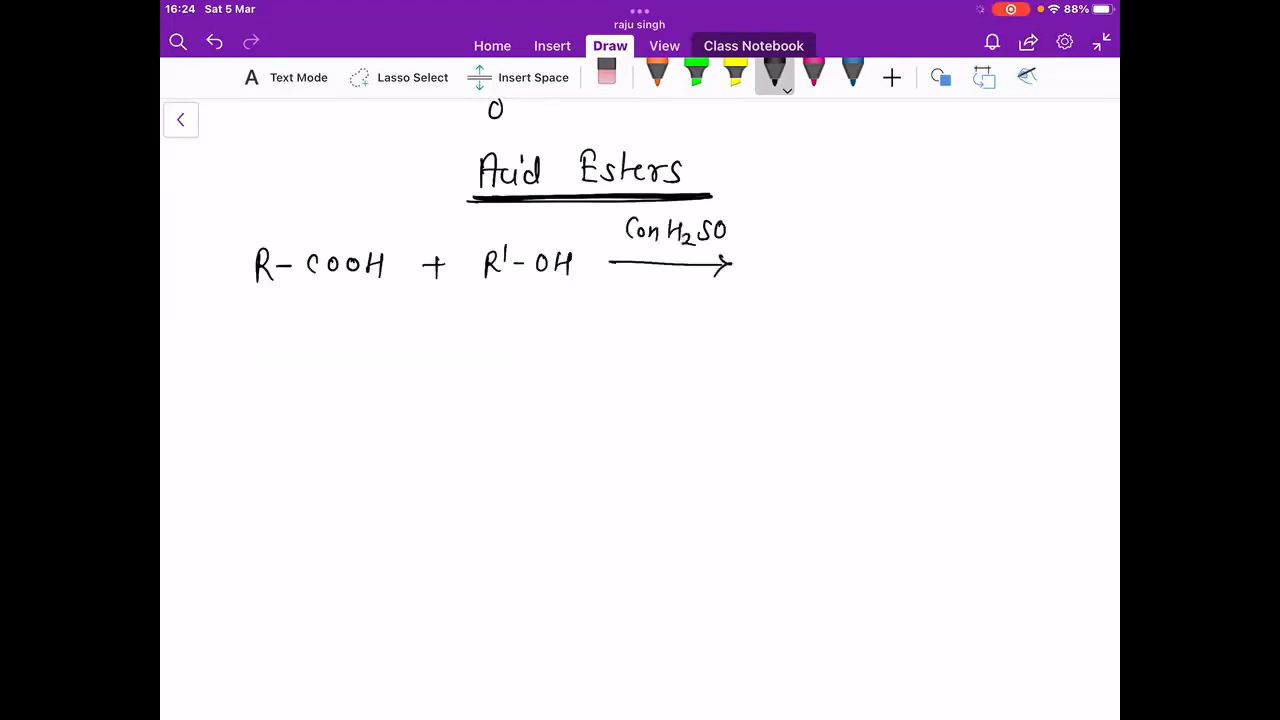 16:24 Sat 5 Mar
88%
raju singh
Home Insert Draw View Class Notebook
A Text Mode Lasso Select Insert Space
0
Acid Esters
Con H₂SO
R – COOH + R' – OH ⟶